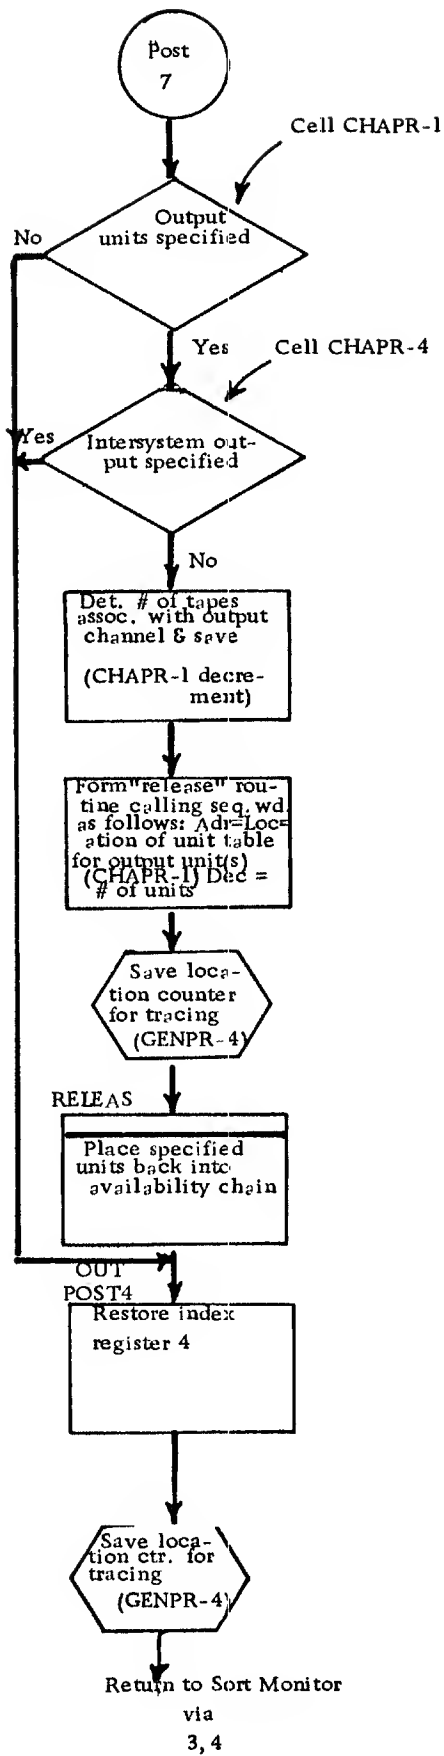 Post
7
Cell CHAPR-1
Output
units specified
No
Yes
Cell CHAPR-4
Yes
Intersystem out-
put specified
No
Det. # of tapes
assoc. with output
channel & save
(CHAPR-1 decre-
ment)
Form "release" rou-
tine calling seq. wd.
as follows: Adr=Loc=
ation of unit table
for output unit(s)
(CHAPR-1) Dec =
# of units
Save loca-
tion counter
for tracing
(GENPR-4)
RELEAS
Place specified
units back into
availability chain
OUT
POST4
Restore index
register 4
Save loca-
tion ctr. for
tracing
(GENPR-4)
Return to Sort Monitor
via
3, 4